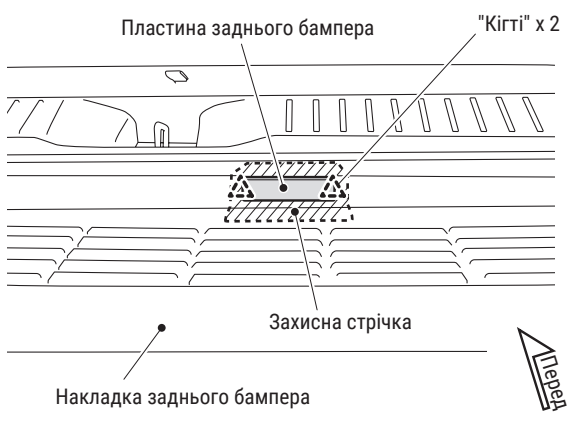 Пластина заднього бампера
"Кігті" x 2
Захисна стрічка
Накладка заднього бампера
Перед